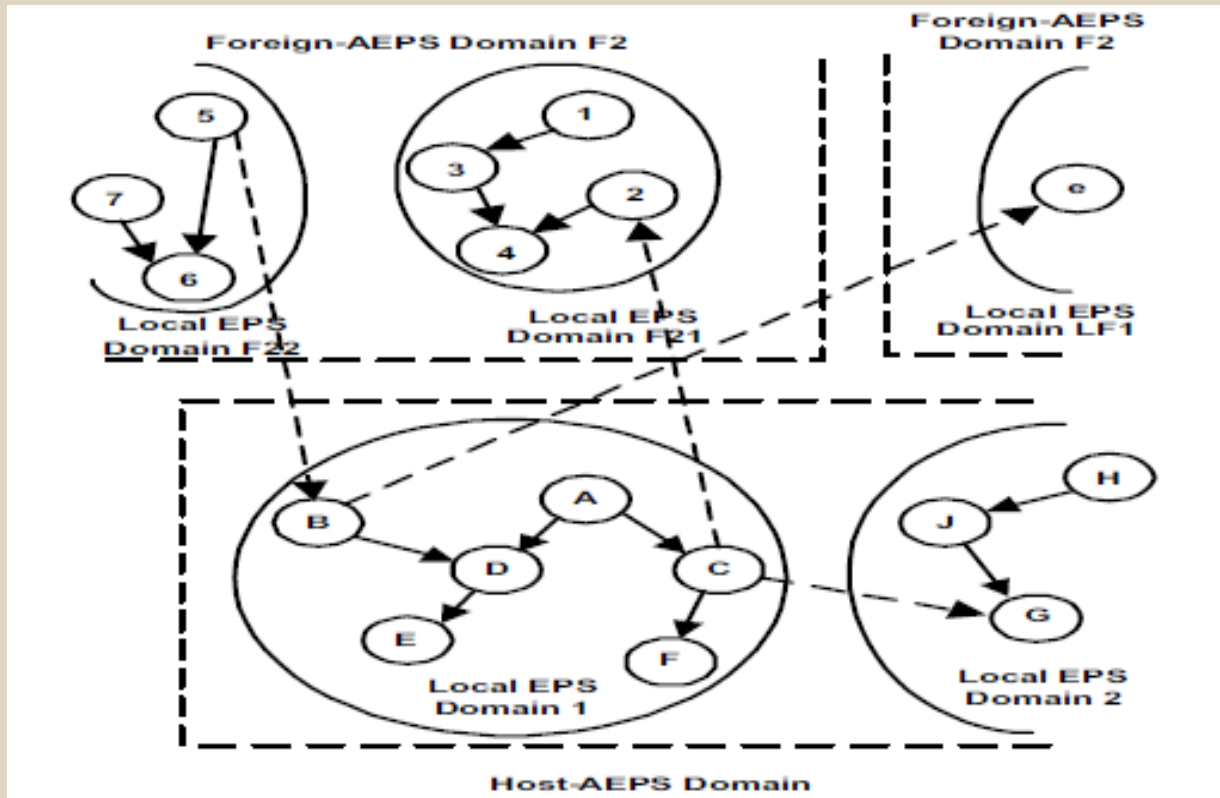 Foreign-AEPS Domain F2
Foreign-AEPS
Domain F2
5
7
6
Local EPS
Domain F22
1
3
2
4
Local EPS
Domain F21
e
Local EPS
Domain LF1
B
A
D
C
E
F
Local EPS
Domain 1
H
J
G
Local EPS
Domain 2
Host-AEPS Domain